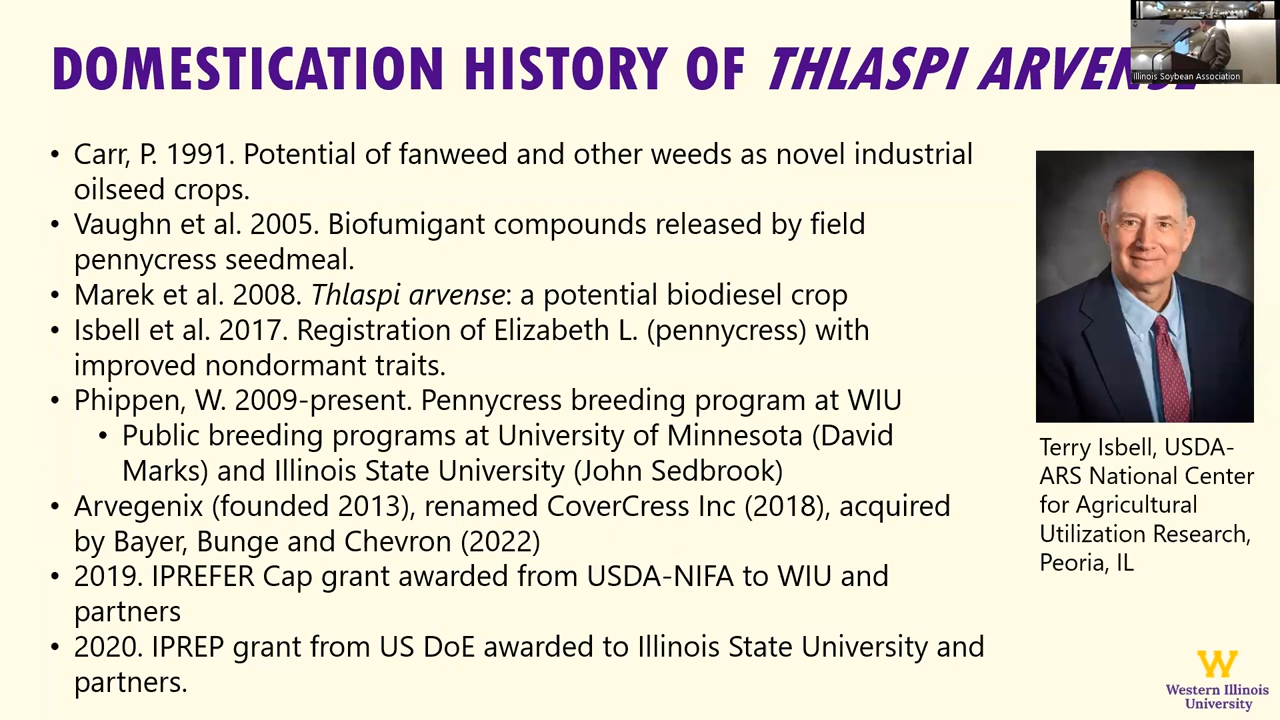 DOMESTICATION HISTORY OF THLASPI ARVENSE
Illinois Soybean Association
• Carr, P. 1991. Potential of fanweed and other weeds as novel industrial
oilseed crops.
• Vaughn et al. 2005. Biofumigant compounds released by field
pennycress seedmeal.
• Marek et al. 2008. Thlaspi arvense: a potential biodiesel crop
• Isbell et al. 2017. Registration of Elizabeth L. (pennycress) with
improved nondormant traits.
• Phippen, W. 2009-present. Pennycress breeding program at WIU
• Public breeding programs at University of Minnesota (David
Marks) and Illinois State University (John Sedbrook)
• Arvegenix (founded 2013), renamed CoverCress Inc (2018), acquired
by Bayer, Bunge and Chevron (2022)
• 2019. IPREFER Cap grant awarded from USDA-NIFA to WIU and
partners
• 2020. IPREP grant from US DoE awarded to Illinois State University and
partners.
Terry Isbell, USDA-
ARS National Center
for Agricultural
Utilization Research,
Peoria, IL
W
Western Illinois
University